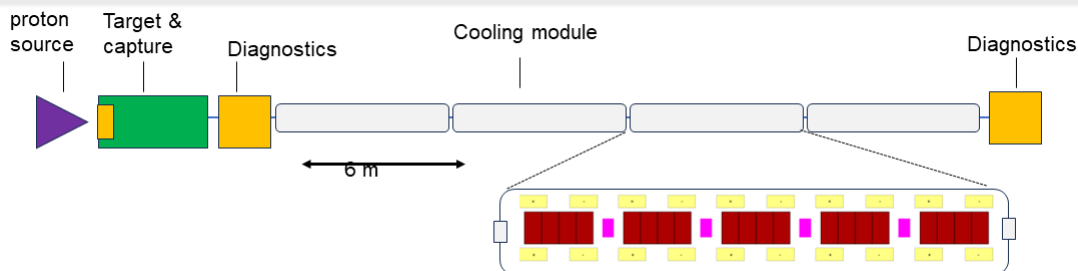 proton
source
Target &
capture
Diagnostics
Cooling module
Diagnostics
6 m